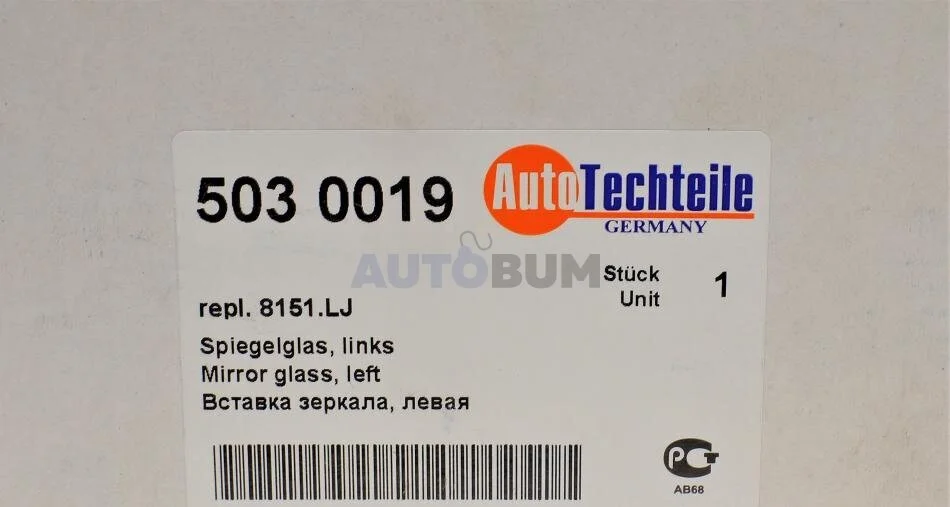 503 0019
AutoTechteile
GERMANY
AUTOBUM
Stück 1
Unit
repl. 8151.LJ
Spiegelglas, links
Mirror glass, left
Вставка зеркала, левая
РСТ
AB68